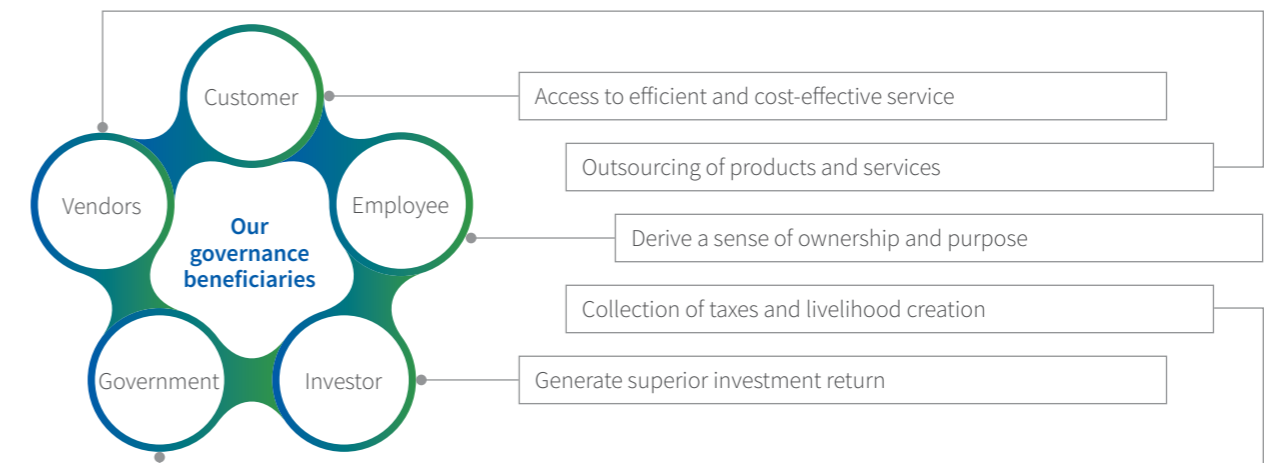 Customer
Access to efficient and cost-effective service
Outsourcing of products and services
Vendors
Employee
Our
governance
beneficiaries
Derive a sense of ownership and purpose
Collection of taxes and livelihood creation
Government
Investor
Generate superior investment return